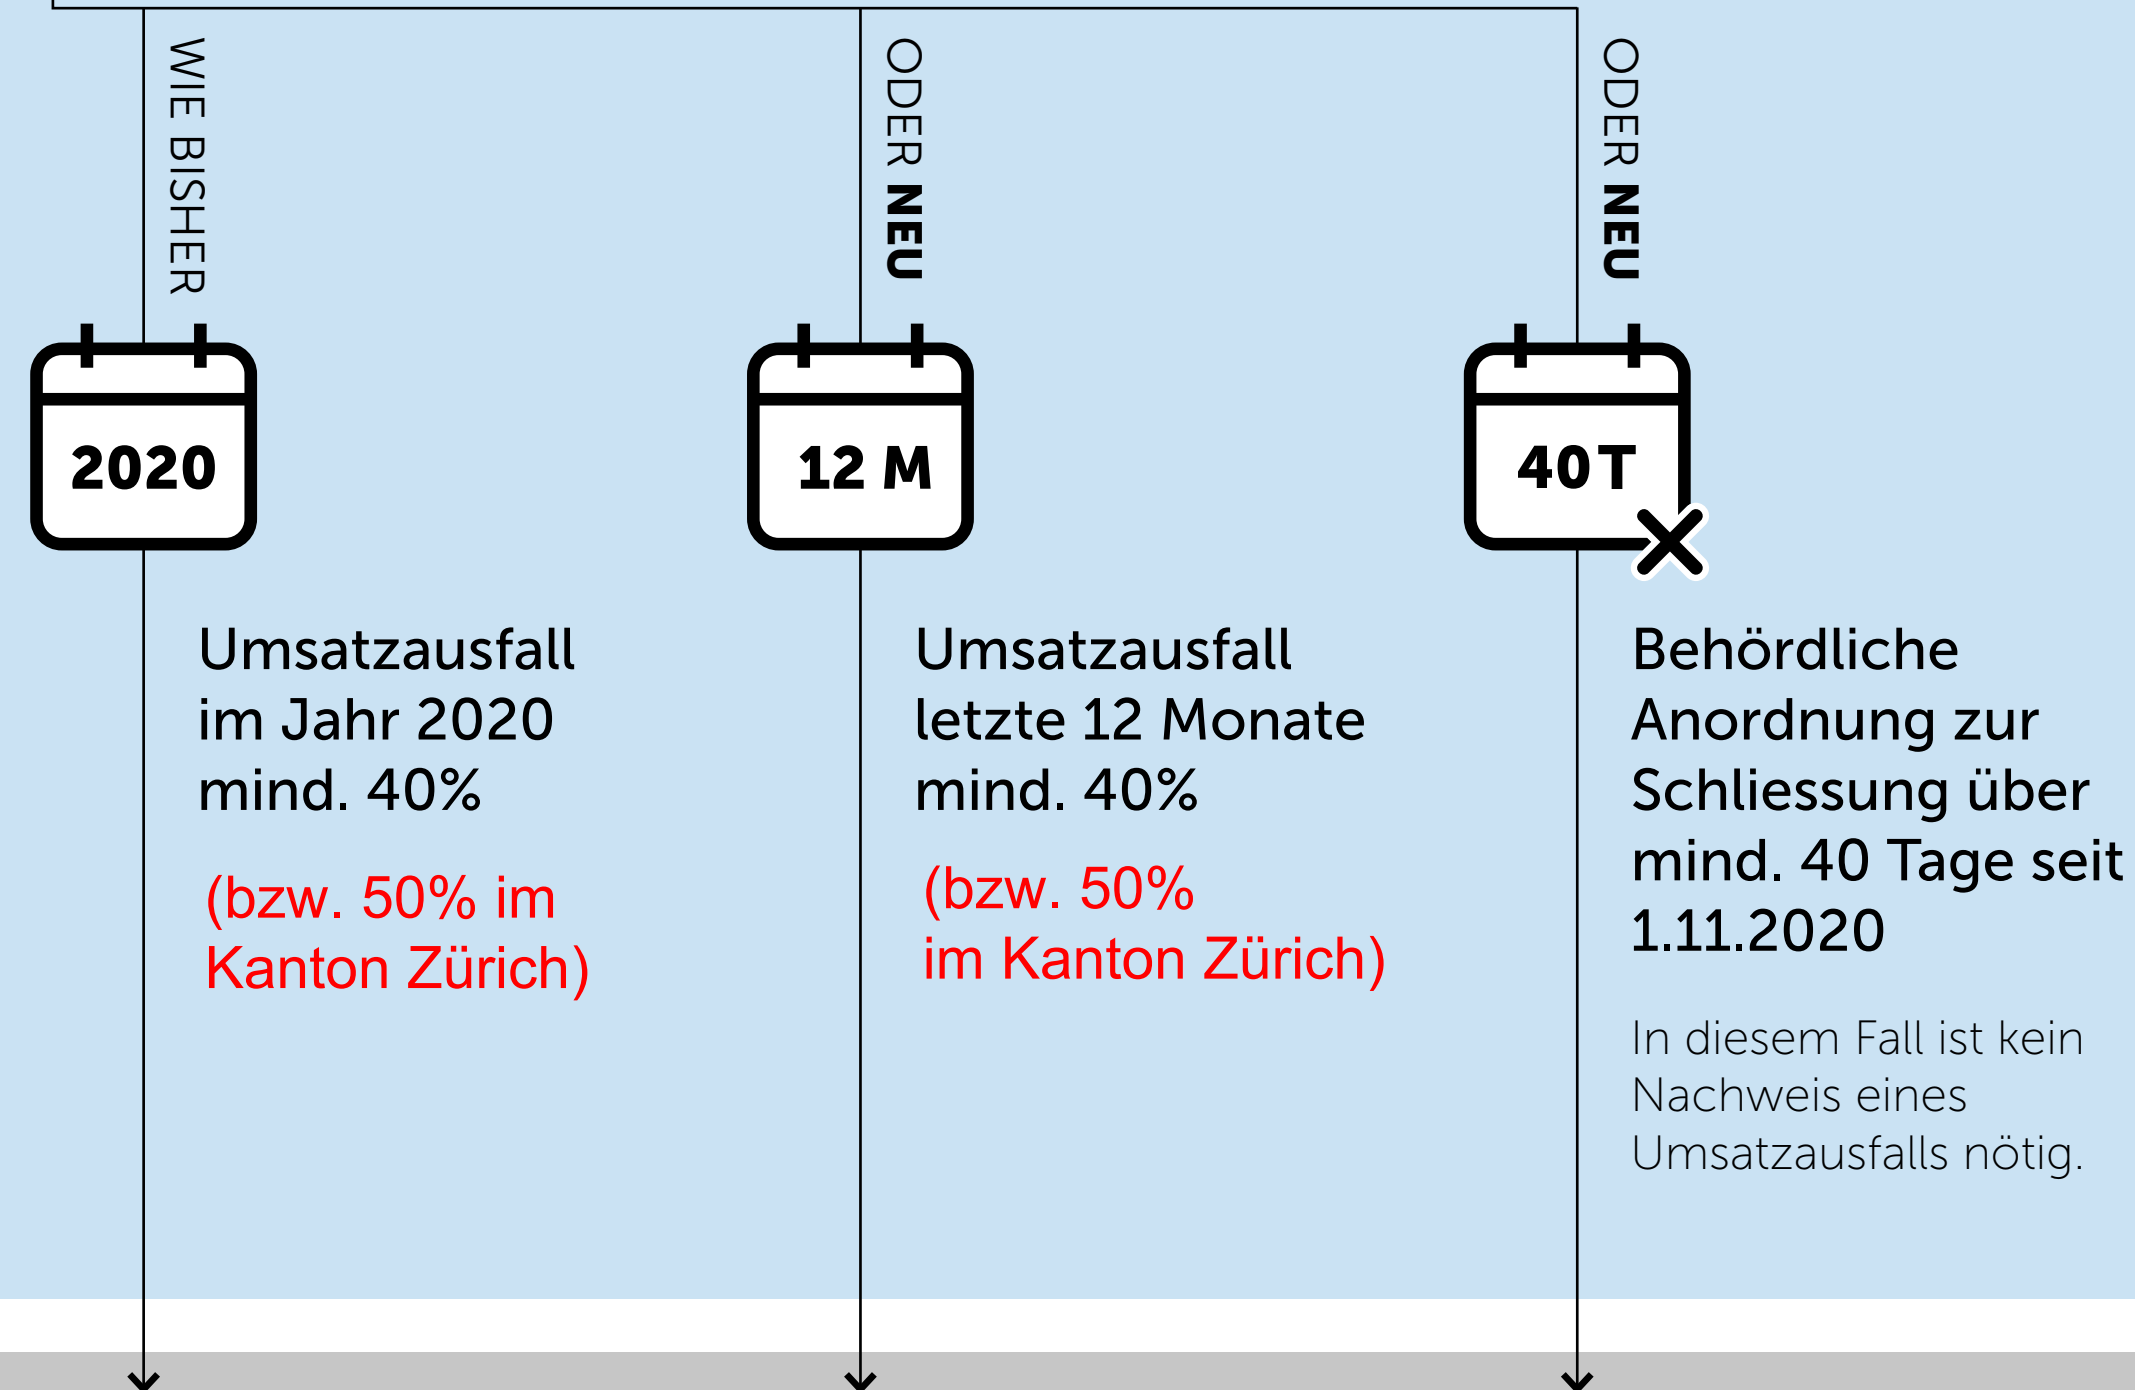 WIE BISHER
2020
Umsatzausfall
im Jahr 2020
mind. 40%
(bzw. 50% im
Kanton Zürich)
ODER NEU
12 M
Umsatzausfall
letzte 12 Monate
mind. 40%
(bzw. 50%
im Kanton Zürich)
ODER NEU
40 T
Behördliche
Anordnung zur
Schliessung über
mind. 40 Tage seit
1.11.2020
In diesem Fall ist kein
Nachweis eines
Umsatzausfalls nötig.